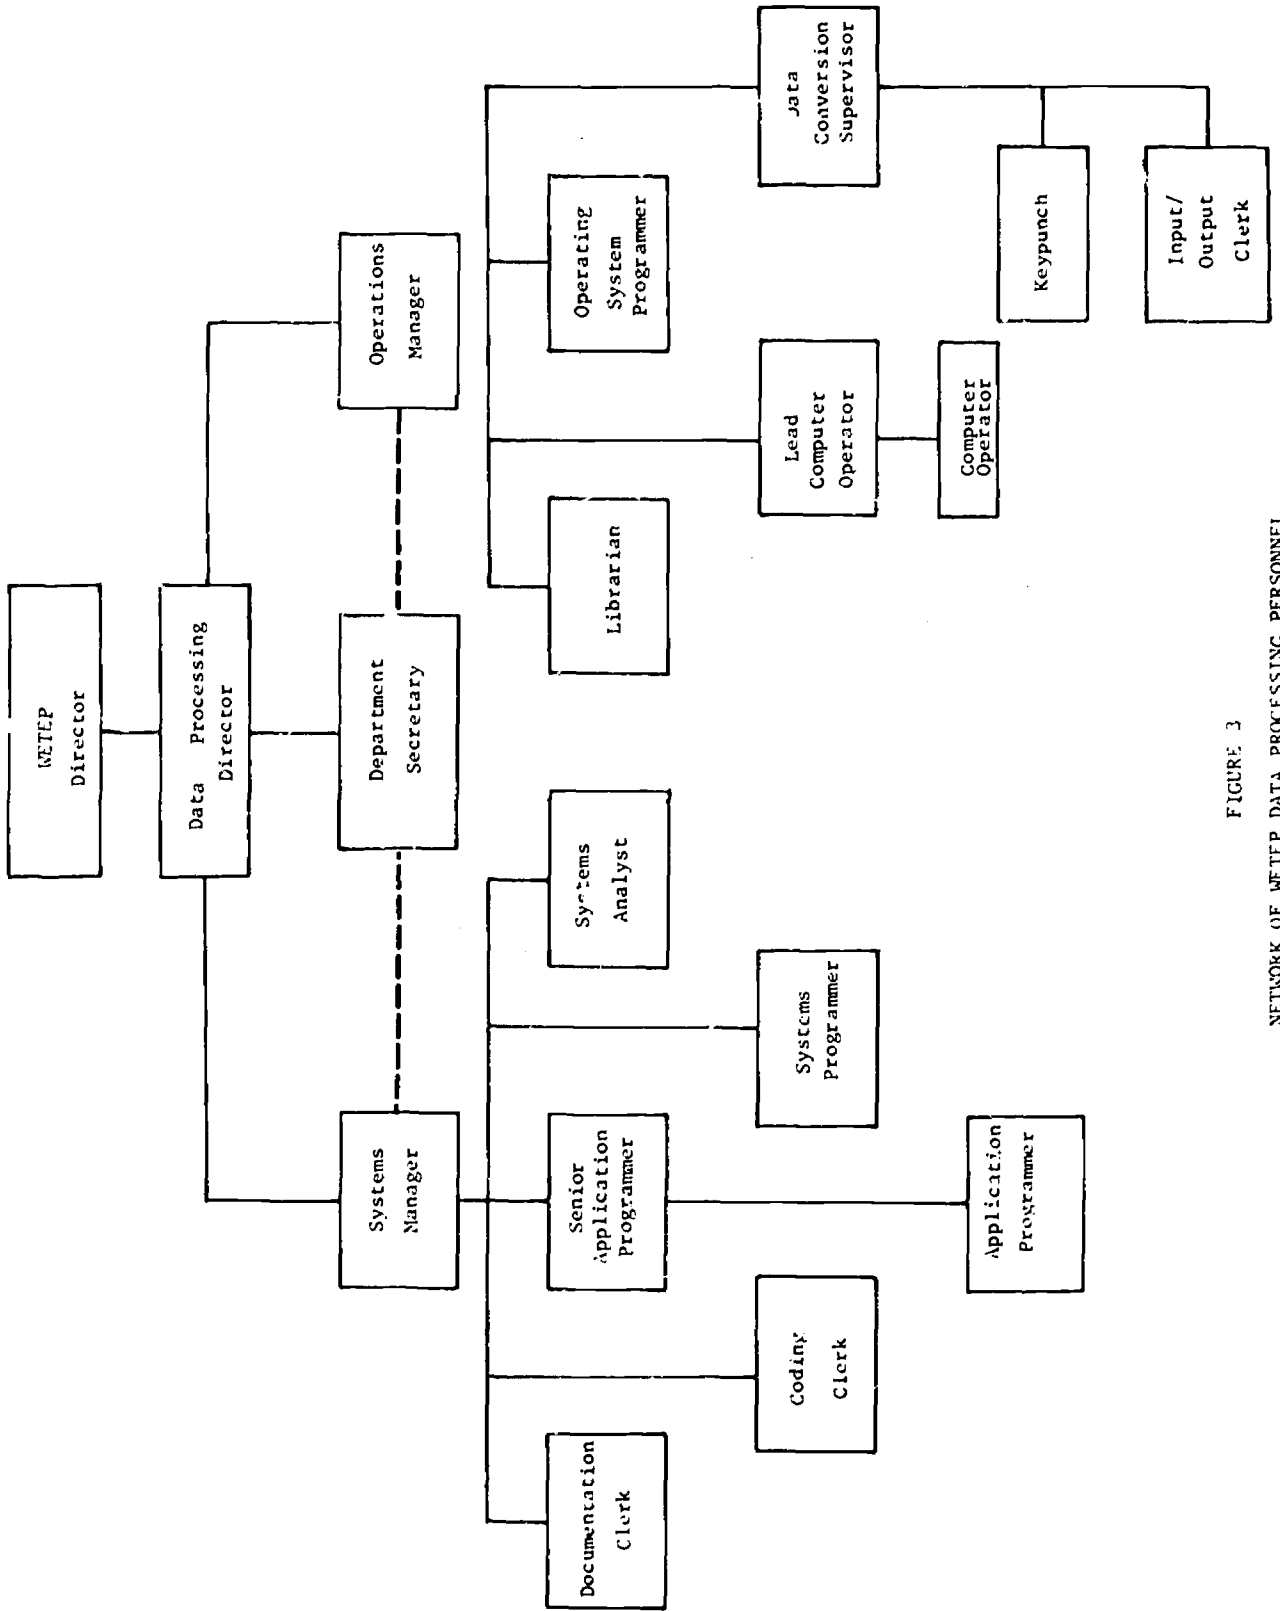 WETEP
Director
Data Processing
Director
Systems
Manager
Department
Secretary
Operations
Manager
Documentation
Clerk
Senior
Application
Programmer
Systems
Analyst
Librarian
Operating
System
Programmer
Coding
Clerk
Systems
Programmer
Lead
Computer
Operator
Data
Conversion
Supervisor
Application
Programmer
Computer
Operator
Keypunch
Input/
Output
Clerk
FIGURE 3
NETWORK OF WETEP DATA PROCESSING PERSONNEL